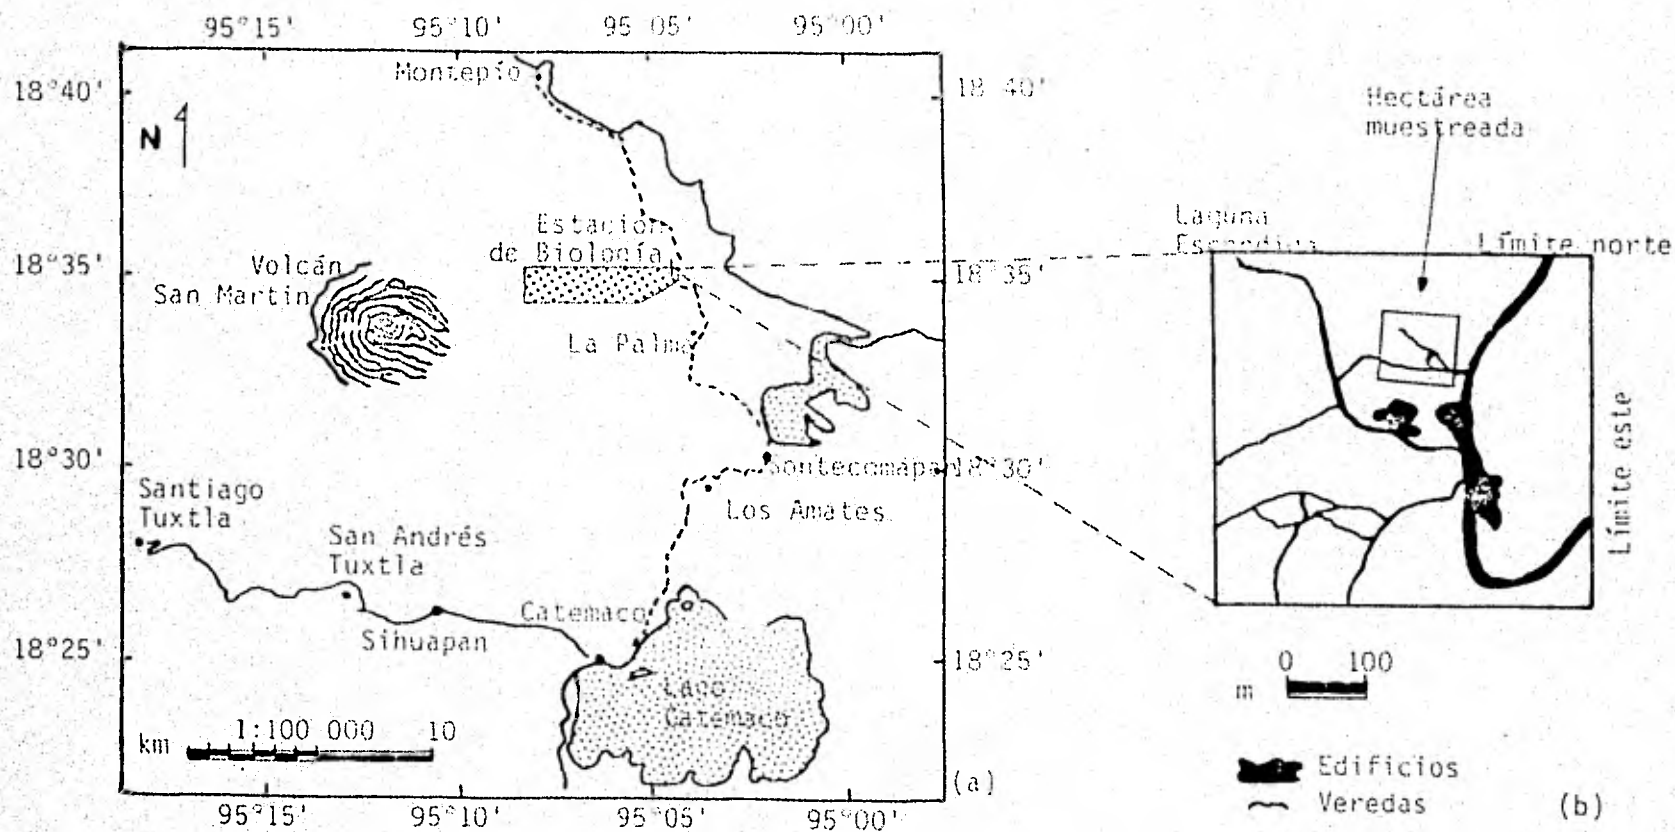 95°15'
95°10'
95 05'
95°00'
Montepío
18°40'
18 40'
N
Estación
de Biolonía
18°35'
Volcán
San Martín
18°35'
La Palma
18°30'
18°30'
Los Amates
Santiago
Tuxtla
San Andrés
Tuxtla
Catemaco
Sihuapan
18°25'
18°25'
Lago
Catemaco
1:100 000 10
km
(a)
95°15'
95°10'
95°05'
95°00'
Hectárea
muestreada
Laguna
Límite norte
Límite este
0 100
m
Edificios
Veredas
(b)